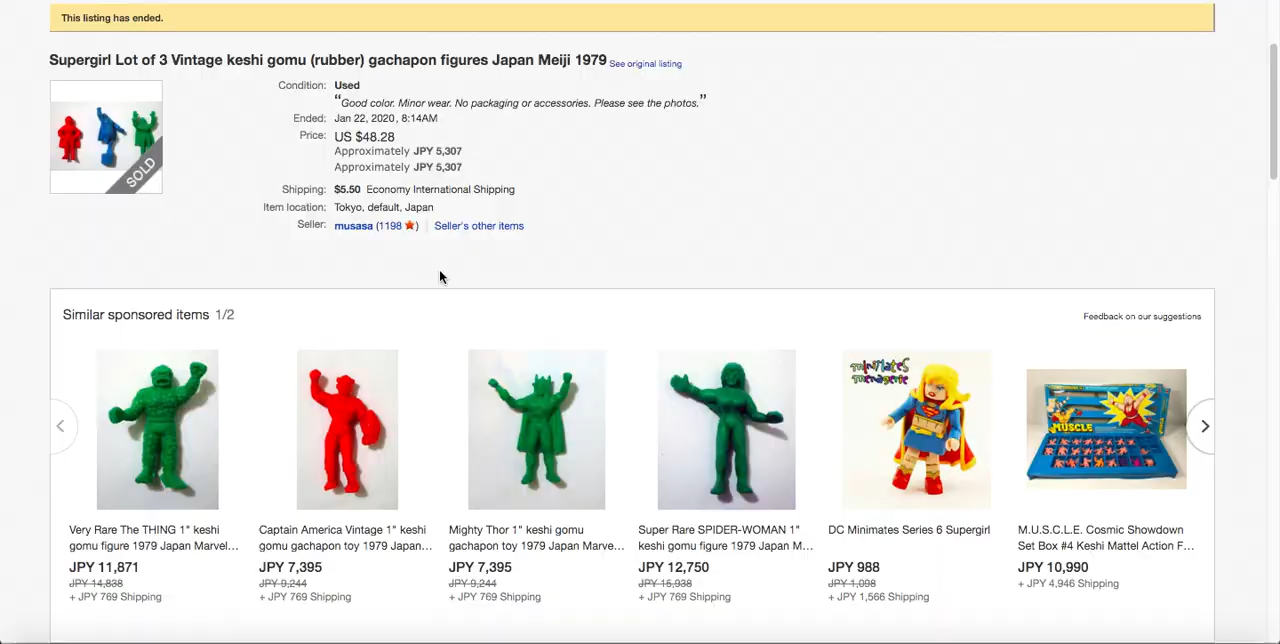 This listing has ended.
Supergirl Lot of 3 Vintage keshi gomu (rubber) gachapon figures Japan Meiji 1979 See original listing
SOLD
Condition: Used
“Good color. Minor wear. No packaging or accessories. Please see the photos.”
Ended: Jan 22, 2020 , 8:14AM
Price: US $48.28
Approximately JPY 5,307
Approximately JPY 5,307
Shipping: $5.50 Economy International Shipping
Item location: Tokyo, default, Japan
Seller: musasa (1198 ) | Seller's other items
Similar sponsored items 1/2
Feedback on our suggestions
Minimates
Menagerie
MUSCLE
Very Rare The THING 1" keshi
gomu figure 1979 Japan Marvel...
JPY 11,871
JPY 14,838
+ JPY 769 Shipping
Captain America Vintage 1" keshi
gomu gachapon toy 1979 Japan...
JPY 7,395
JPY 9,244
+ JPY 769 Shipping
Mighty Thor 1" keshi gomu
gachapon toy 1979 Japan Marve...
JPY 7,395
JPY 9,244
+ JPY 769 Shipping
Super Rare SPIDER-WOMAN 1"
keshi gomu figure 1979 Japan M...
JPY 12,750
JPY 15,938
+ JPY 769 Shipping
DC Minimates Series 6 Supergirl
JPY 988
JPY 1,098
+ JPY 1,566 Shipping
M.U.S.C.L.E. Cosmic Showdown
Set Box #4 Keshi Mattel Action F...
JPY 10,990
+ JPY 4,946 Shipping